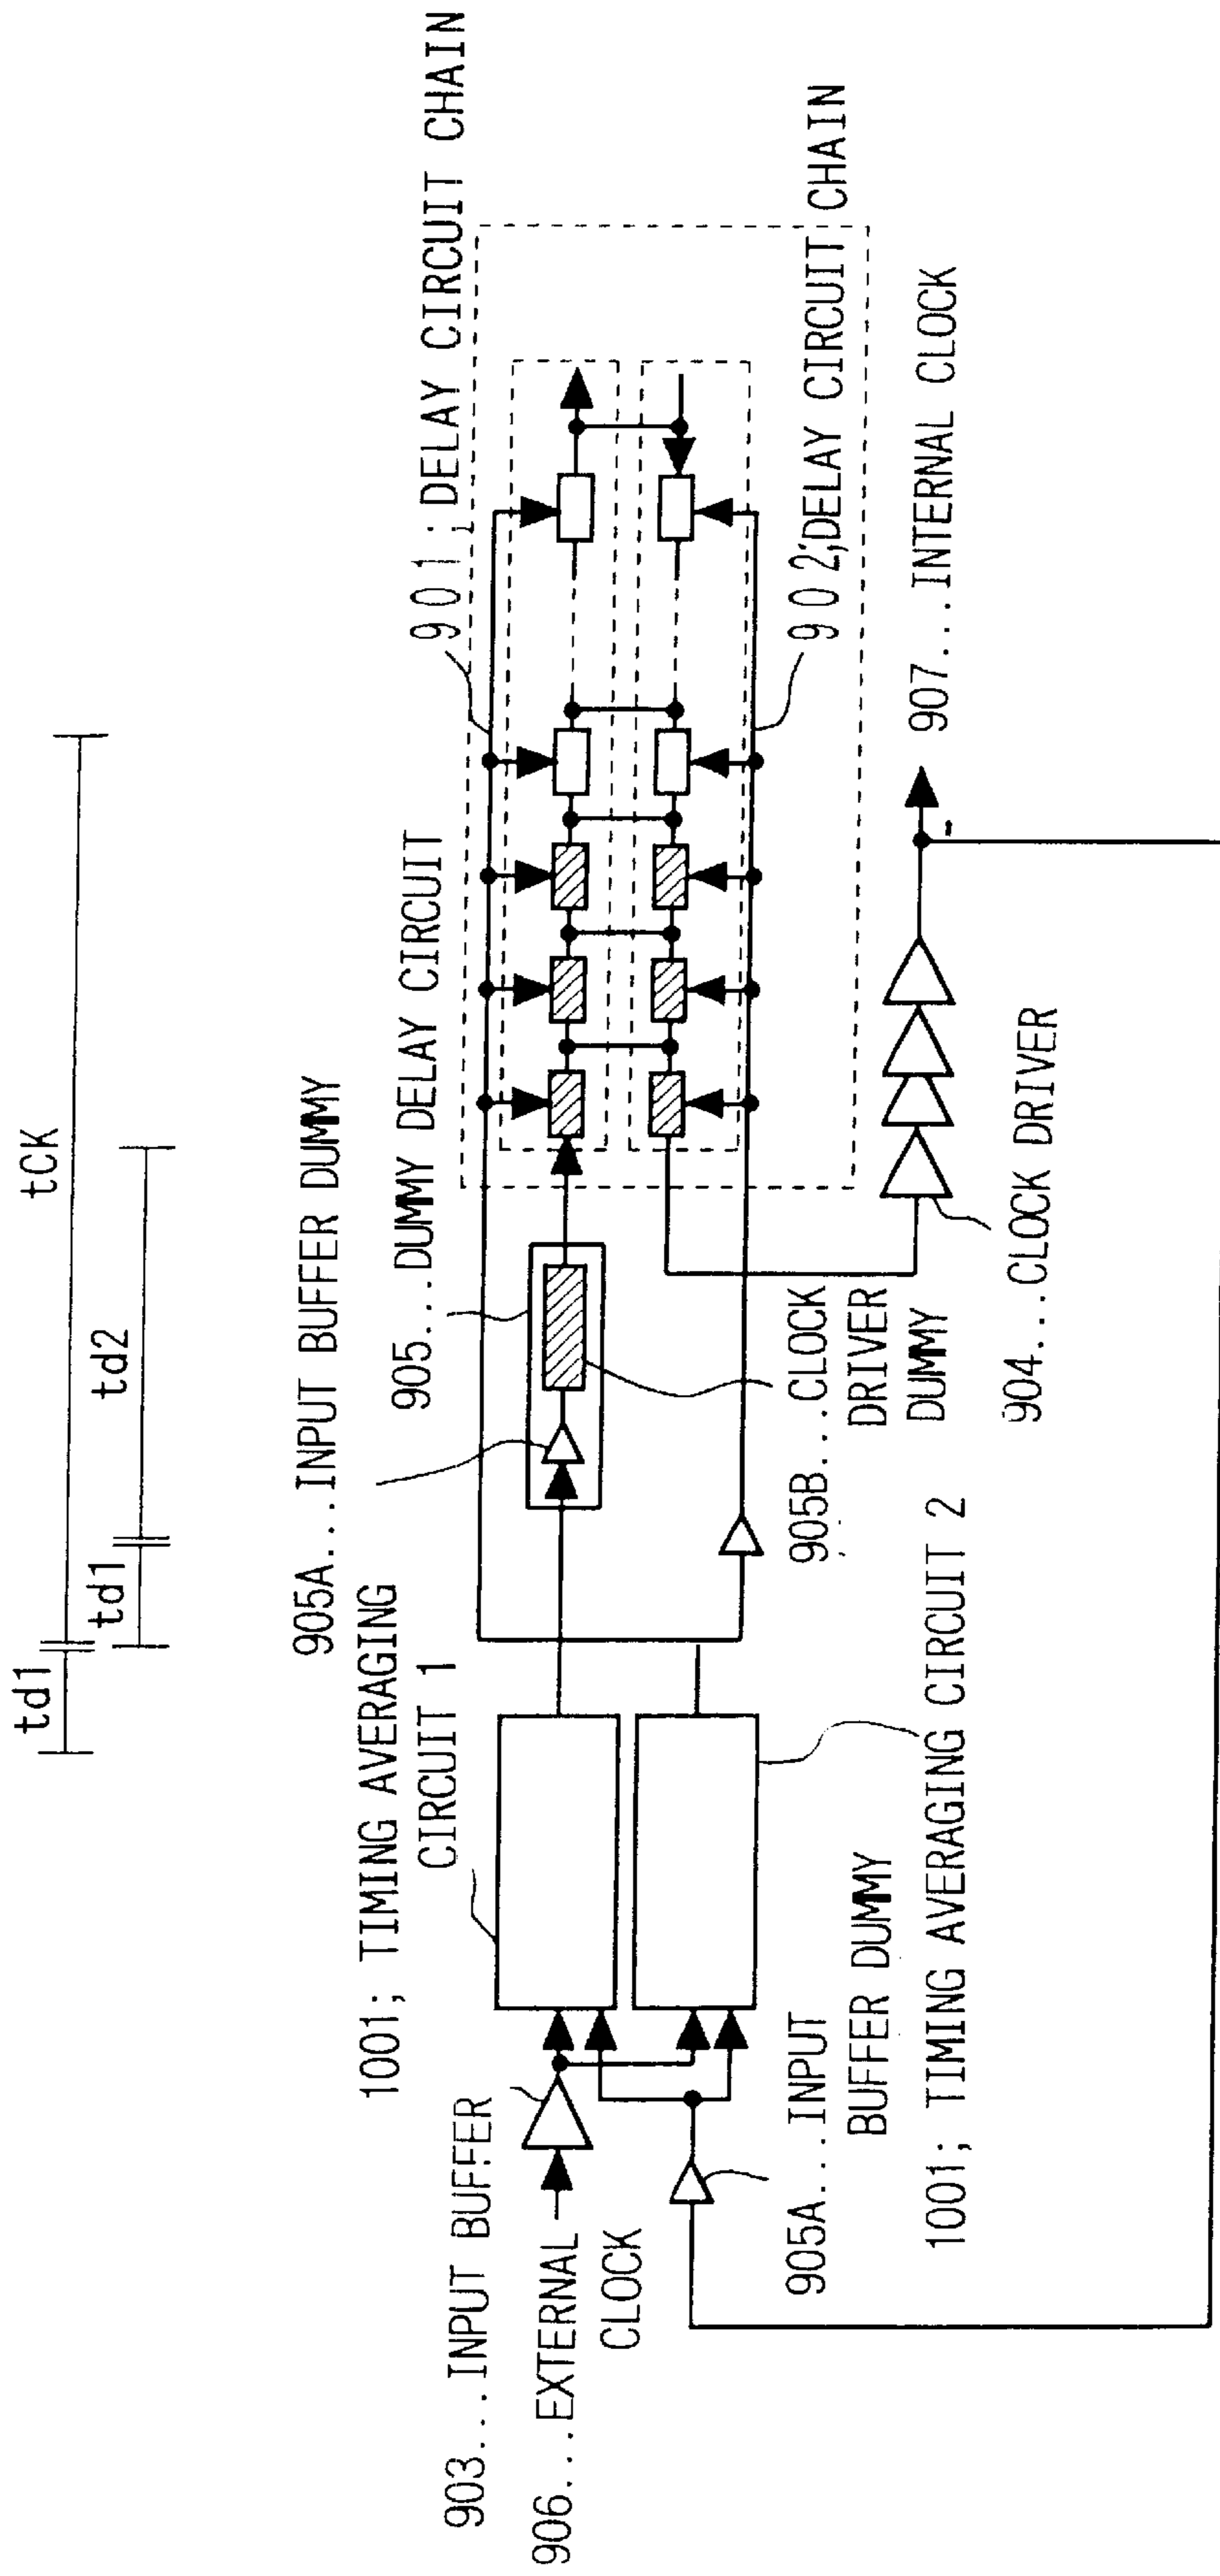 td1
tCK
td1
td2
905A...INPUT BUFFER DUMMY
1001; TIMING AVERAGING
CIRCUIT 1
905...DUMMY DELAY CIRCUIT
901;DELAY CIRCUIT CHAIN
903...INPUT BUFFER
906...EXTERNAL
CLOCK
905A...INPUT
BUFFER DUMMY
1001; TIMING AVERAGING CIRCUIT 2
905B...CLOCK
DRIVER
DUMMY
902;DELAY CIRCUIT CHAIN
904...CLOCK DRIVER
907...INTERNAL CLOCK